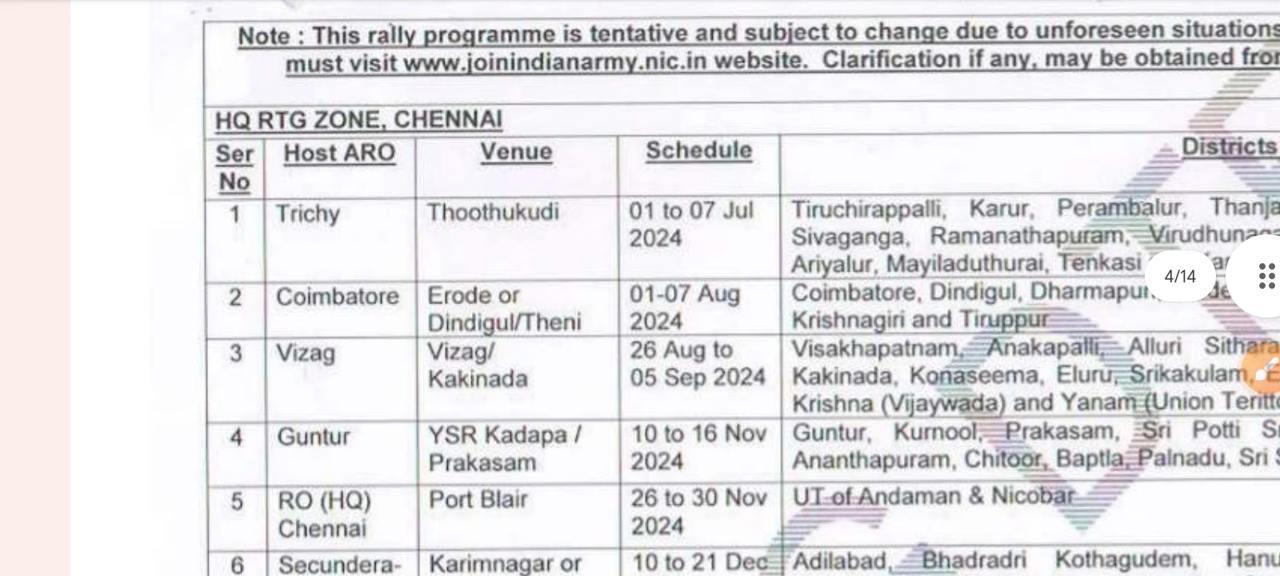 Note : This rally programme is tentative and subject to change due to unforeseen situations
must visit www.joinindianarmy.nic.in website. Clarification if any, may be obtained from
HQ RTG ZONE, CHENNAI
Ser No Host ARO Venue Schedule Districts
1 Trichy Thoothukudi 01 to 07 Jul Tiruchirappalli, Karur, Perambalur,
2024 Sivaganga, Ramanathapuram,
Ariyalur, Mayiladuthurai, Tenkasi
4/14
2 Coimbatore Erode or 01-07 Aug Coimbatore, Dindigul,
Dindigul/Theni 2024 Krishnagiri and Tiruppur
3 Vizag Vizag/ 26 Aug to Visakhapatnam, Anakapalli, Alluri
Kakinada 05 Sep 2024 Kakinada, Konaseema, Eluru, Srikakulam,
Krishna (Vijaywada) and Yanam (Union
4 Guntur YSR Kadapa / 10 to 16 Nov Guntur, Kurnool, Prakasam, Sri Potti
Prakasam 2024 Ananthapuram, Chitoor, Baptla, Palnadu, Sri
5 RO (HQ) Port Blair 26 to 30 Nov UT of Andaman & Nicobar
Chennai 2024
6 Secundera- Karimnagar or 10 to 21 Dec Adilabad, Bhadradri Kothagudem,